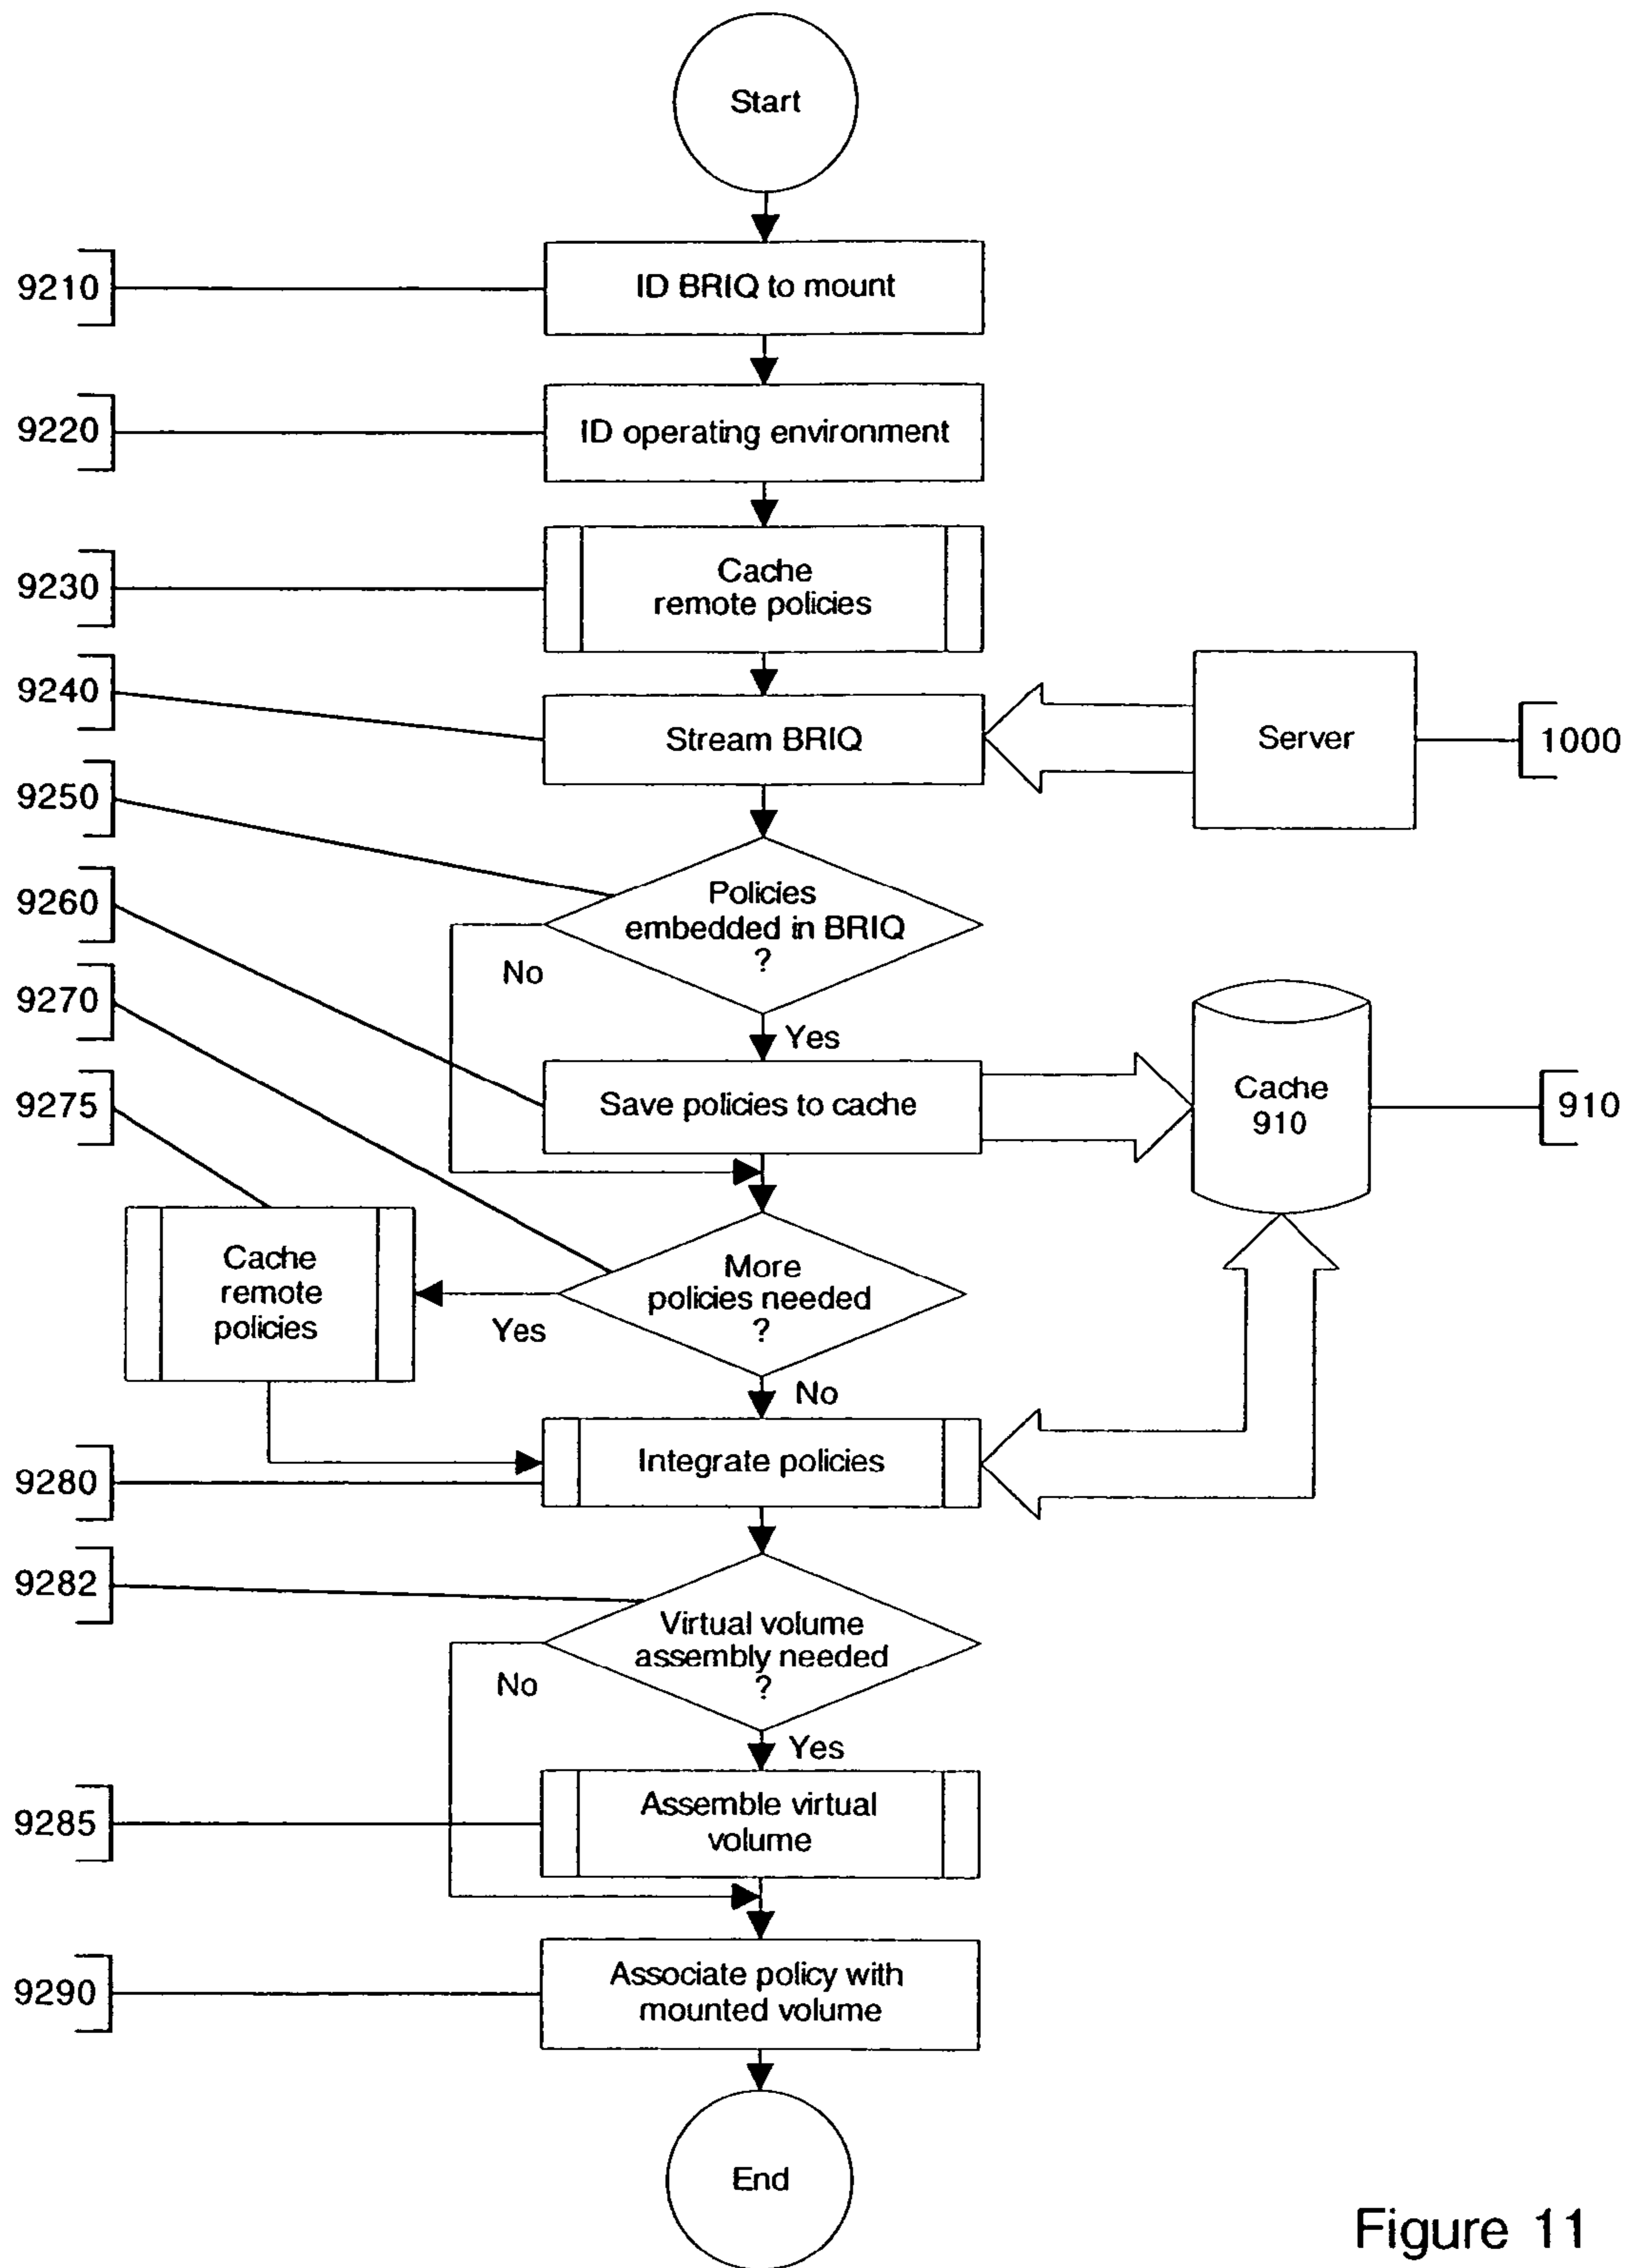 Start
9210
ID BRIQ to mount
9220
ID operating environment
9230
Cache
remote policies
9240
Stream BRIQ
Server
1000
9250
Policies
embedded in BRIQ
?
No
Yes
9260
Save policies to cache
Cache
910
910
9270
More
policies needed
?
Yes
No
9275
Cache
remote
policies
9280
Integrate policies
9282
Virtual volume
assembly needed
?
No
Yes
9285
Assemble virtual
volume
9290
Associate policy with
mounted volume
End
Figure 11